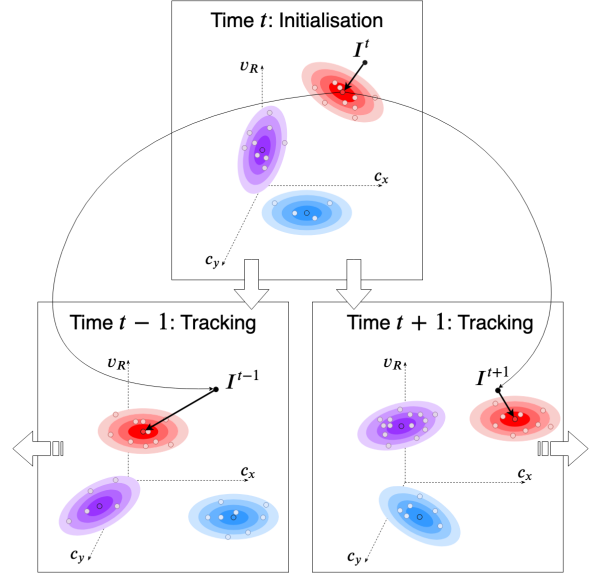 Time t: Initialisation
I^t
v_R
c_x
c_y
Time t − 1: Tracking
v_R
I^{t−1}
c_x
c_y
Time t + 1: Tracking
v_R
I^{t+1}
c_x
c_y